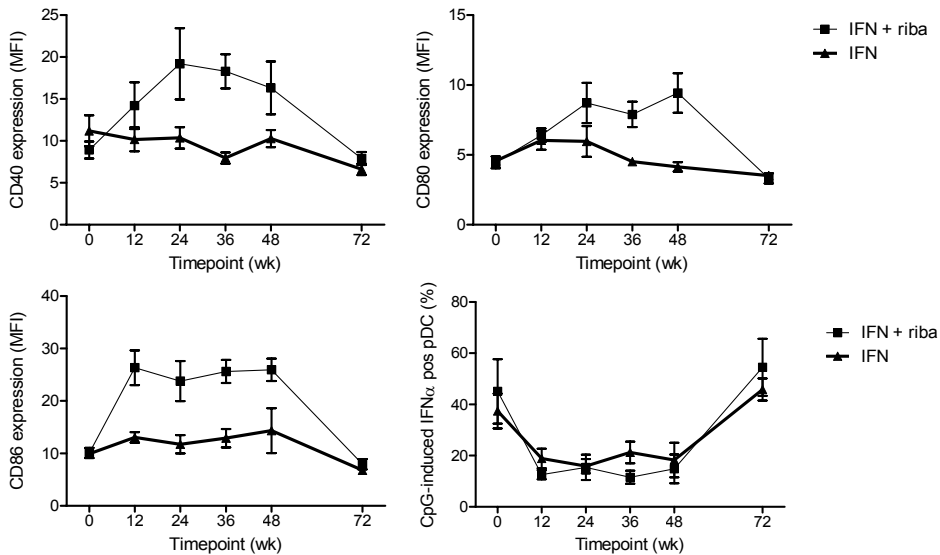 CD40 expression (MFI)
25
20
15
10
5
0
0 12 24 36 48 72
Timepoint (wk)
CD80 expression (MFI)
15
10
5
0
0 12 24 36 48 72
Timepoint (wk)
IFN + riba
IFN
CD86 expression (MFI)
40
30
20
10
0
0 12 24 36 48 72
Timepoint (wk)
CpG-induced IFNα pos pDC (%)
80
60
40
20
0
0 12 24 36 48 72
Timepoint (wk)
IFN + riba
IFN